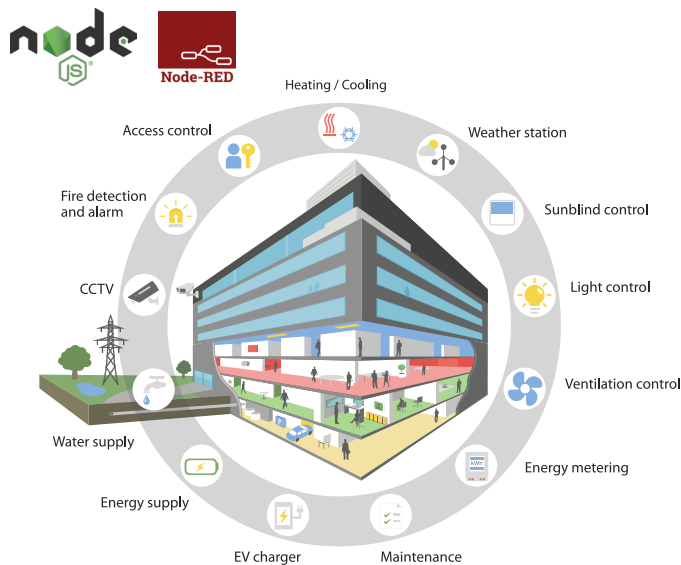 node
JS
Node-RED
Heating / Cooling
Access control
Weather station
Fire detection
and alarm
Sunblind control
CCTV
Light control
Ventilation control
Water supply
kWh
Energy metering
Energy supply
EV charger
Maintenance